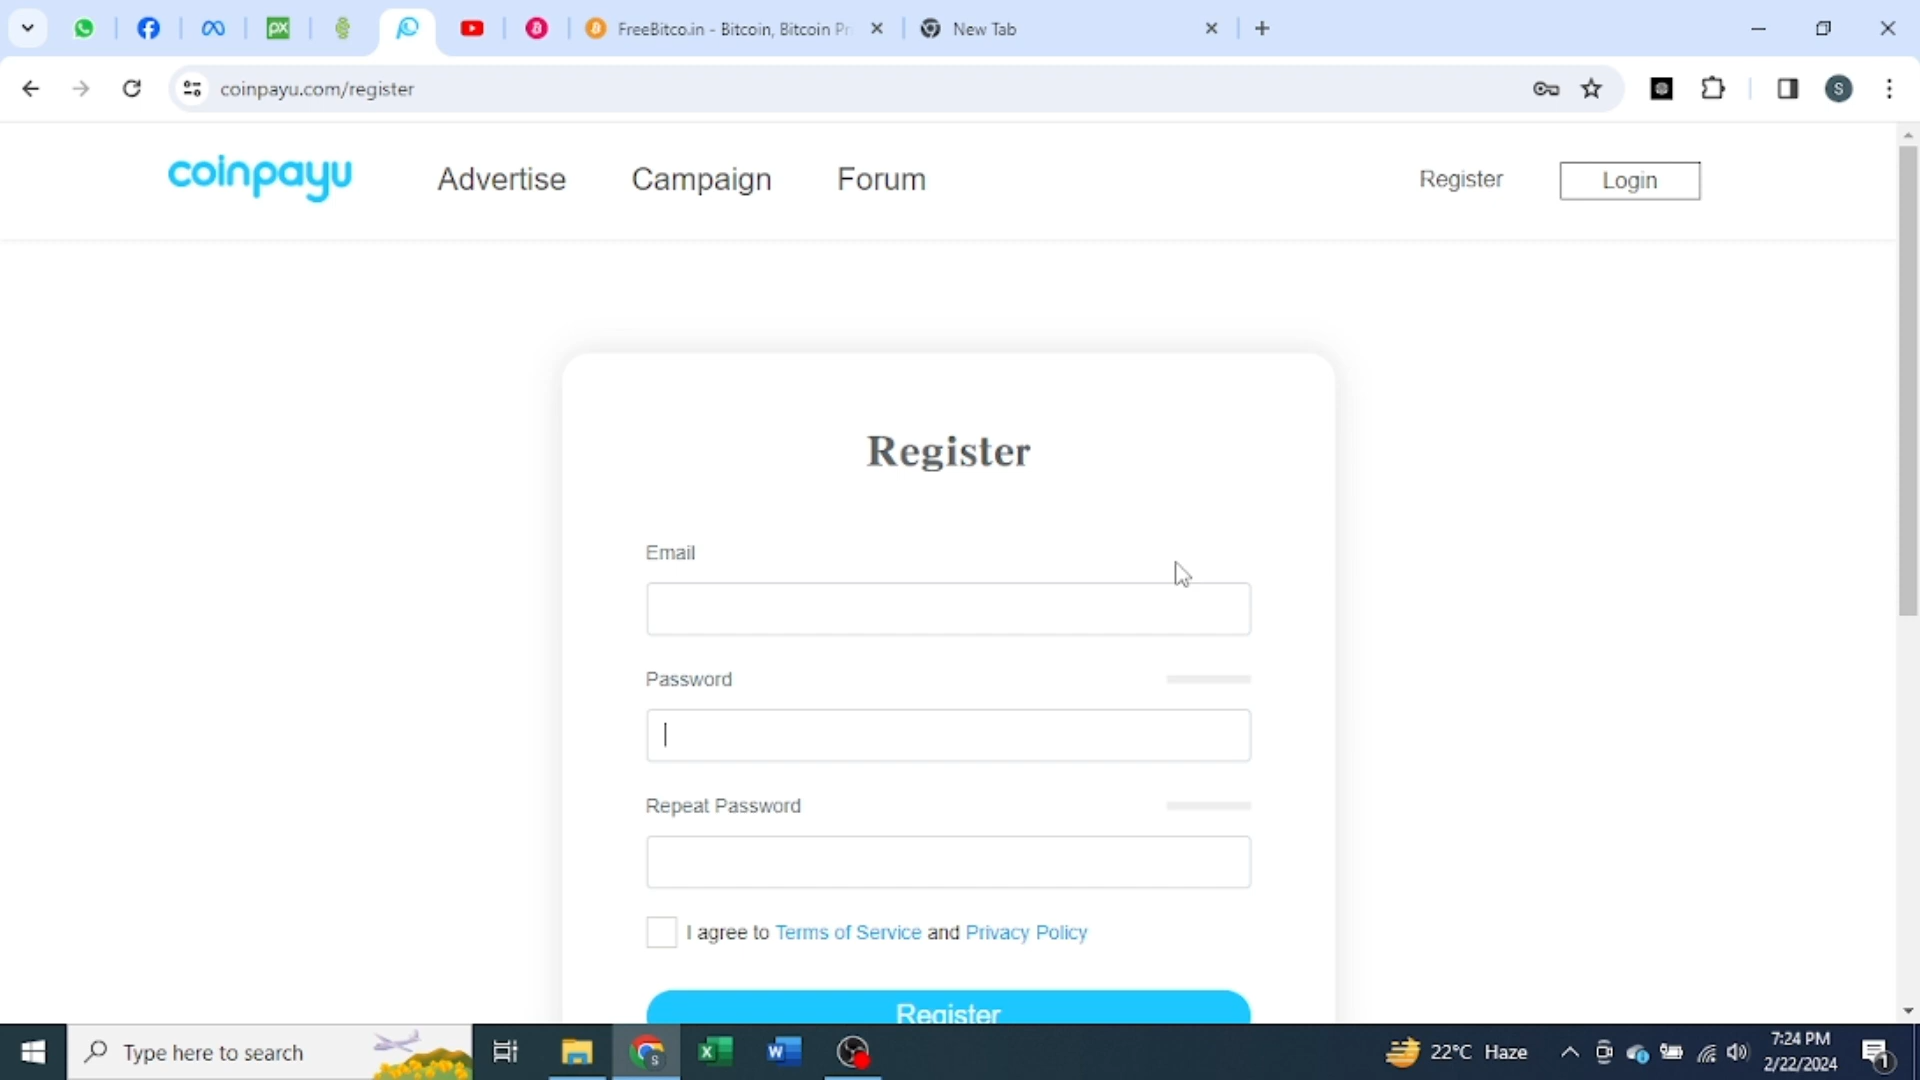 FreeBitco.in - Bitcoin, Bitcoin Pr
New Tab
coinpayu.com/register
S
coinpayu
Advertise
Campaign
Forum
Register
Login
Register
Email
Password
Repeat Password
I agree to Terms of Service and Privacy Policy
Register
Type here to search
22°C Haze
7:24 PM
2/22/2024
1